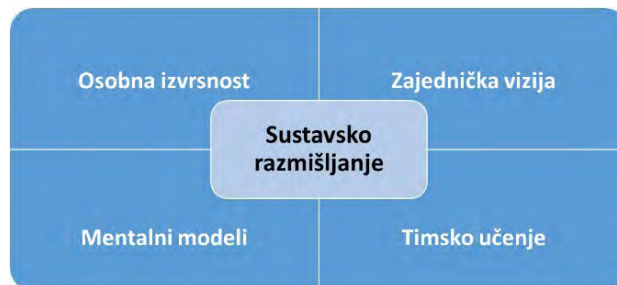 Osobna izvrsnost
Zajednička vizija
Sustavsko
razmišljanje
Mentalni modeli
Timsko učenje